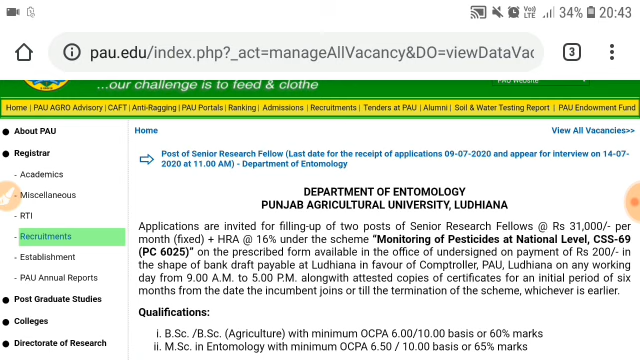 Voi)
LTE
34%
20:43
pau.edu/index.php?_act=manageAllVacancy&DO=viewDataVac
3
...our challenge is to feed & clothe
PAU Website
Home | PAU AGRO Advisory | CAFT | Anti-Ragging | PAU Portals | Ranking | Admissions | Recruitments | Tenders at PAU | Alumni | Soil & Water Testing Report | PAU Endowment Fund
About PAU
Registrar
- Academics
- Miscellaneous
- RTI
- Recruitments
- Establishment
- PAU Annual Reports
Post Graduate Studies
Colleges
Directorate of Research
Home
View All Vacancies>>
Post of Senior Research Fellow (Last date for the receipt of applications 09-07-2020 and appear for interview on 14-07-
2020 at 11.00 AM) - Department of Entomology
DEPARTMENT OF ENTOMOLOGY
PUNJAB AGRICULTURAL UNIVERSITY, LUDHIANA
Applications are invited for filling-up of two posts of Senior Research Fellows @ Rs 31,000/- per
month (fixed) + HRA @ 16% under the scheme "Monitoring of Pesticides at National Level, CSS-69
(PC 6025)" on the prescribed form available in the office of undersigned on payment of Rs 200/- in
the shape of bank draft payable at Ludhiana in favour of Comptroller, PAU, Ludhiana on any working
day from 9.00 A.M. to 5.00 P.M. alongwith attested copies of certificates for an initial period of six
months from the date the incumbent joins or till the termination of the scheme, whichever is earlier.
Qualifications:
i. B.Sc. /B.Sc. (Agriculture) with minimum OCPA 6.00/10.00 basis or 60% marks
ii. M.Sc. in Entomology with minimum OCPA 6.50 / 10.00 basis or 65% marks